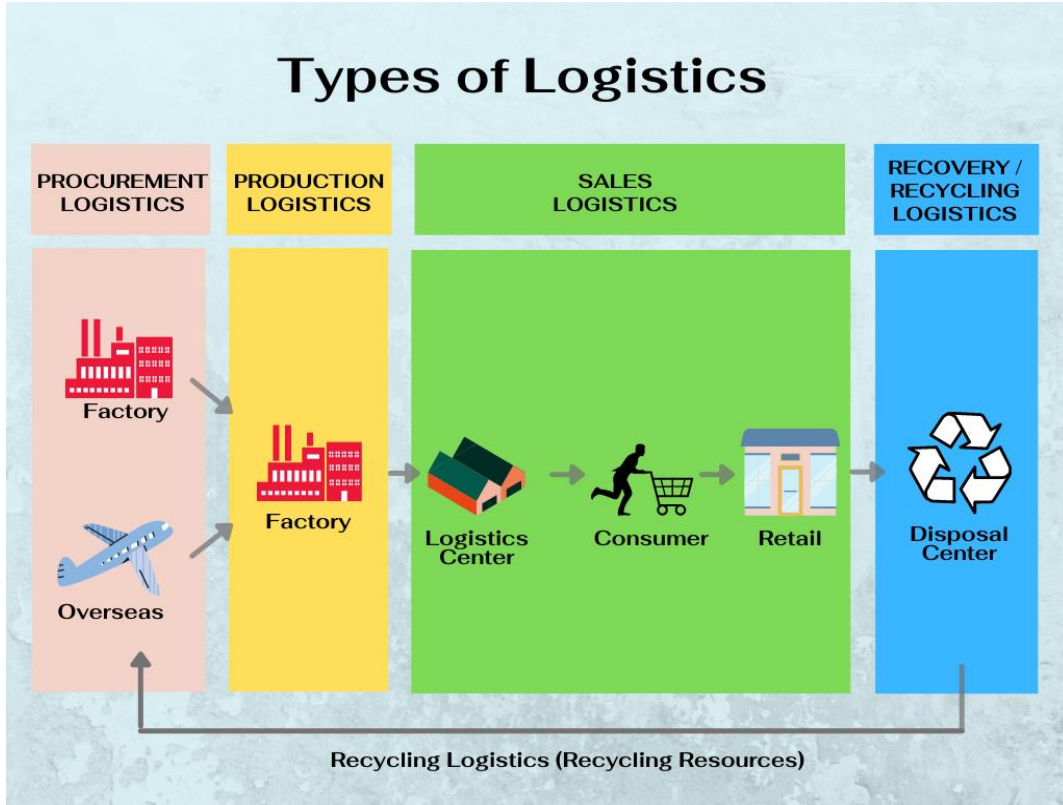 Types of Logistics
PROCUREMENT
LOGISTICS
PRODUCTION
LOGISTICS
SALES
LOGISTICS
RECOVERY /
RECYCLING
LOGISTICS
Factory
Overseas
Factory
Logistics
Center
Consumer
Retail
Disposal
Center
Recycling Logistics (Recycling Resources)